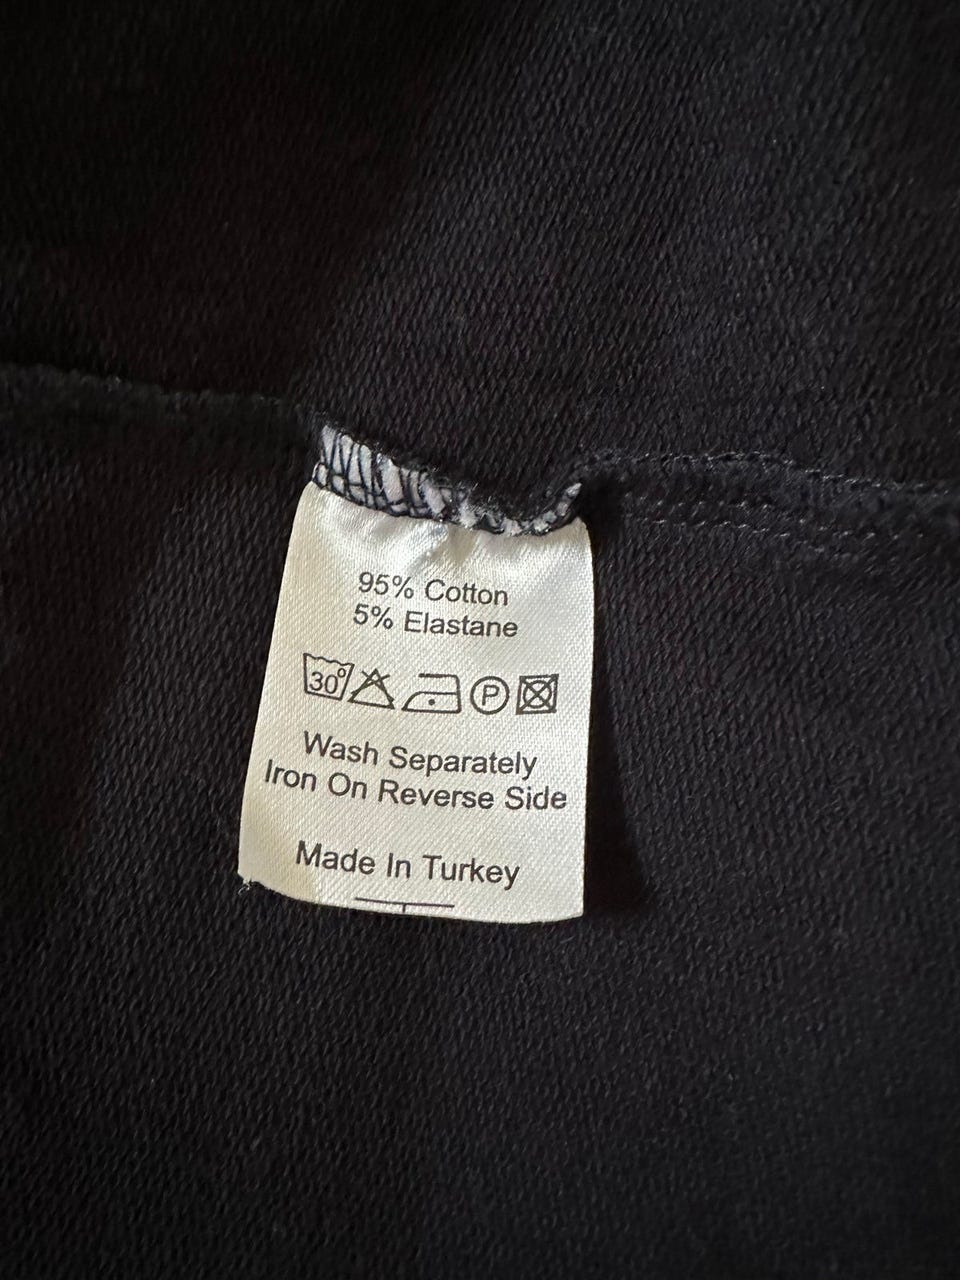 95% Cotton
5% Elastane
30° P
Wash Separately
Iron On Reverse Side
Made In Turkey